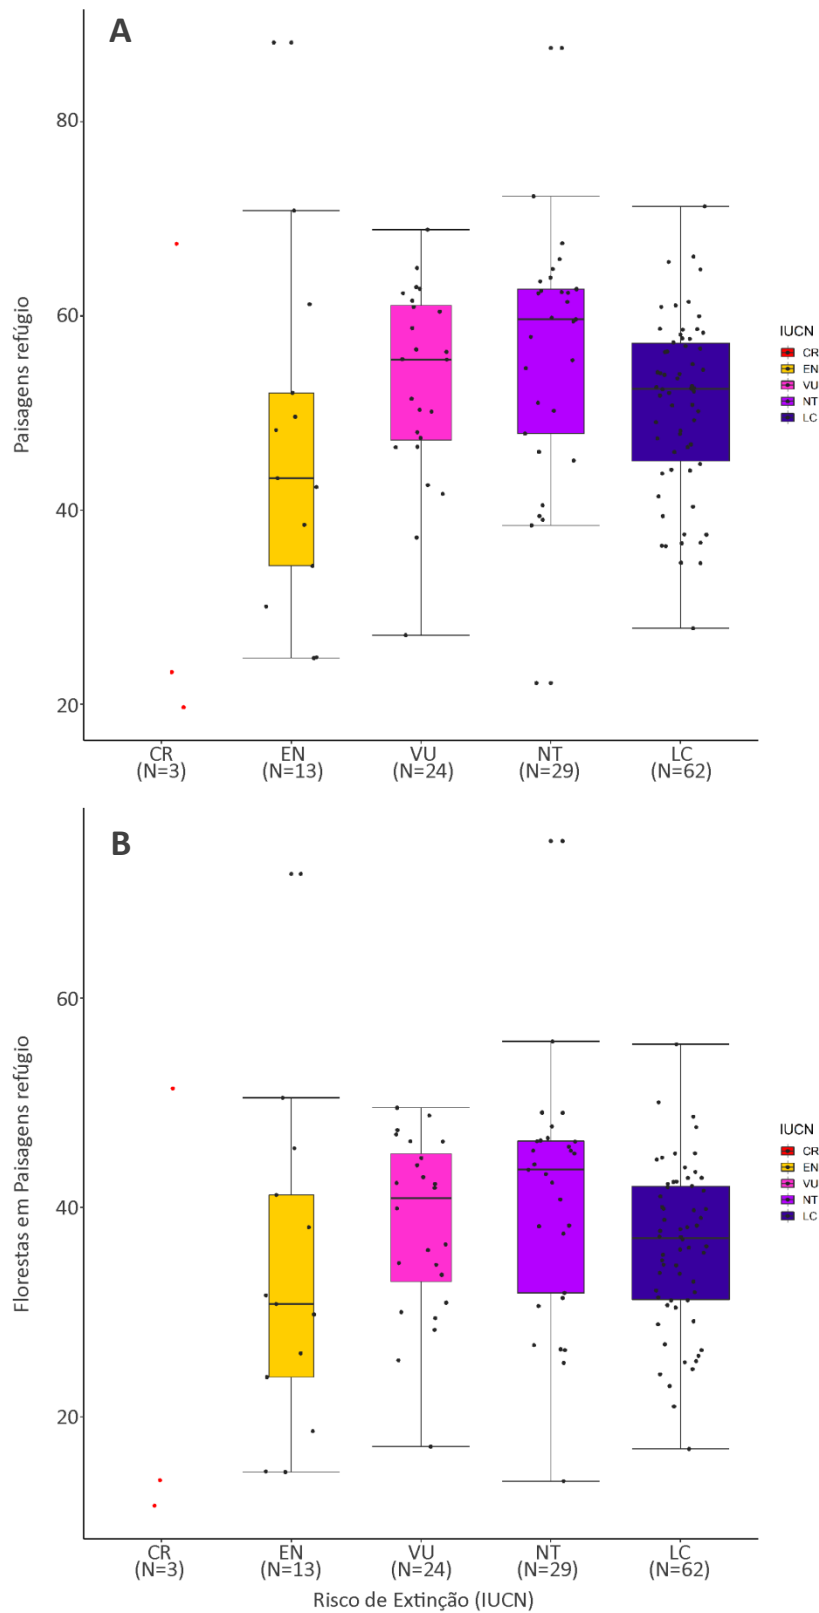 A
80
60
40
20
Paisagens refúgio
CR
(N=3)
EN
(N=13)
VU
(N=24)
NT
(N=29)
LC
(N=62)
IUCN
CR
EN
VU
NT
LC
B
60
40
20
Florestas em Paisagens refúgio
CR
(N=3)
EN
(N=13)
VU
(N=24)
NT
(N=29)
LC
(N=62)
Risco de Extinção (IUCN)
IUCN
CR
EN
VU
NT
LC